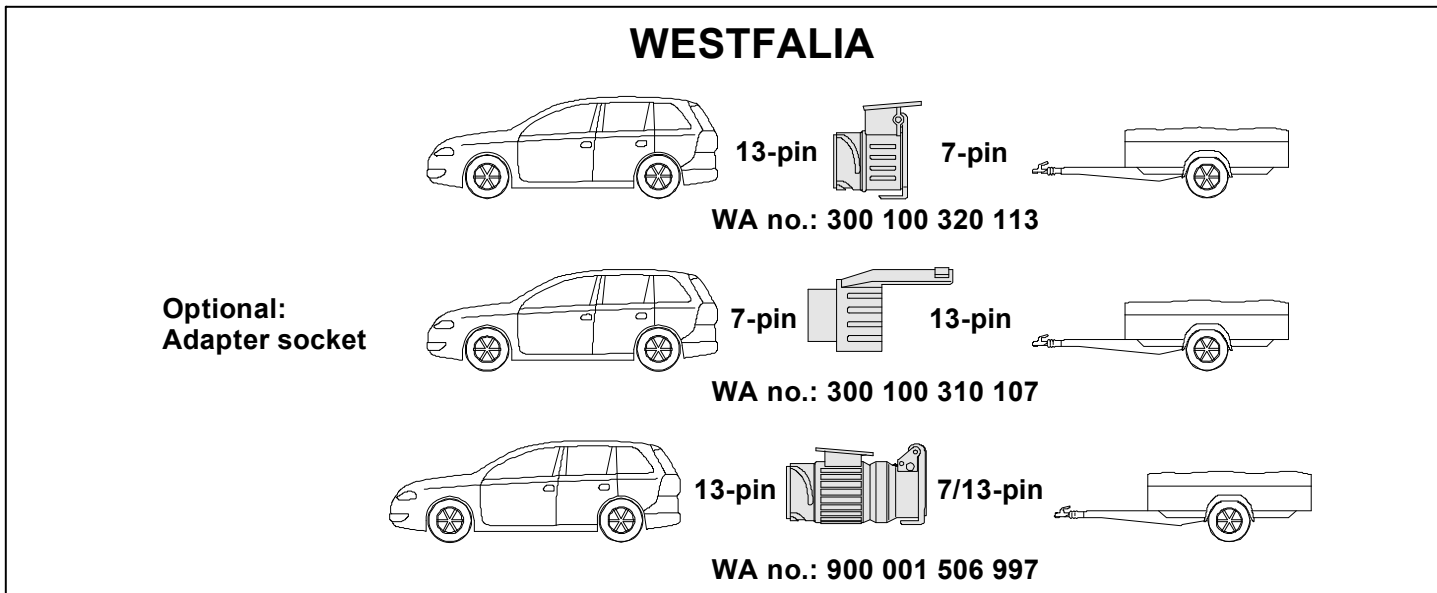 WESTFALIA
13-pin 7-pin
WA no.: 300 100 320 113
Optional:
Adapter socket
7-pin 13-pin
WA no.: 300 100 310 107
13-pin 7/13-pin
WA no.: 900 001 506 997